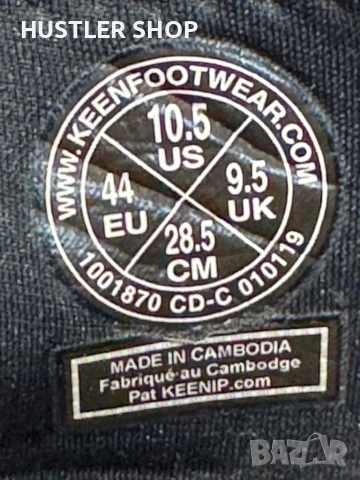 HUSTLER SHOP
WWW.KEENFOOTWEAR.COM
10.5
US
44
EU
9.5
UK
28.5
CM
1001870 CD-C 010119
MADE IN CAMBODIA
Fabriqué au Cambodge
Pat KEENIP.com
BAZAR